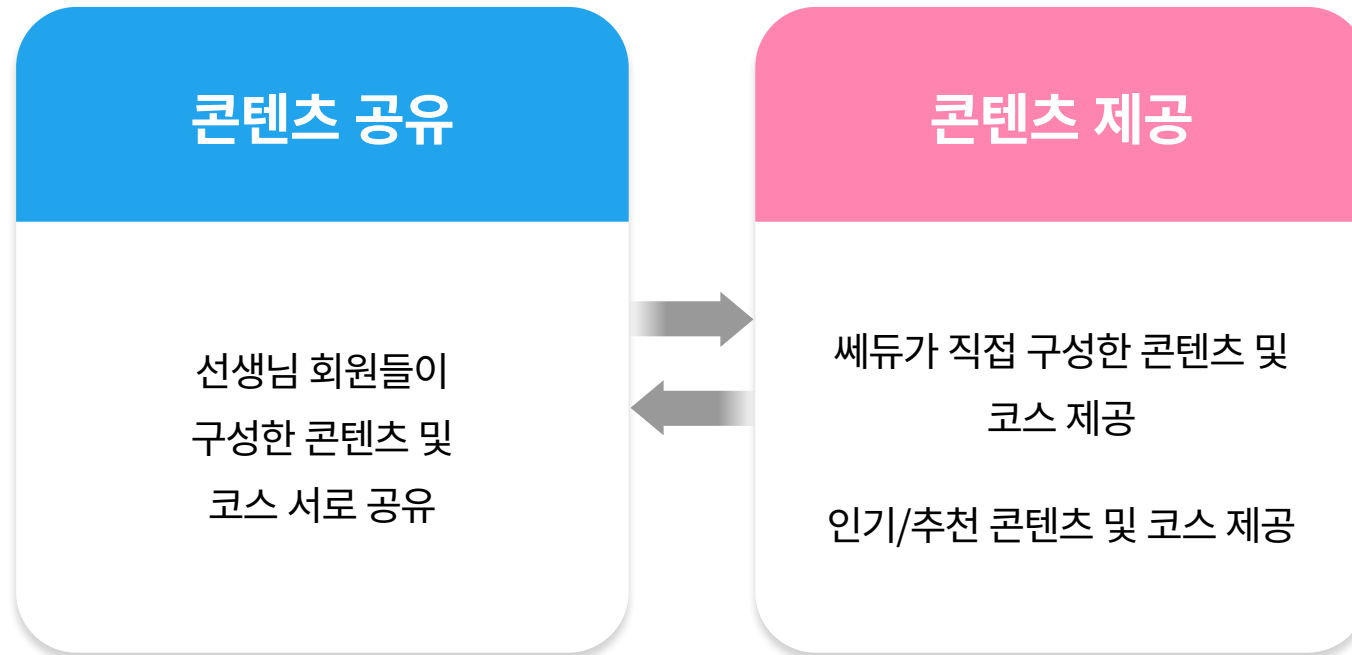 콘텐츠 공유
선생님 회원들이
구성한 콘텐츠 및
코스 서로 공유
콘텐츠 제공
쎄듀가 직접 구성한 콘텐츠 및
코스 제공
인기/추천 콘텐츠 및 코스 제공